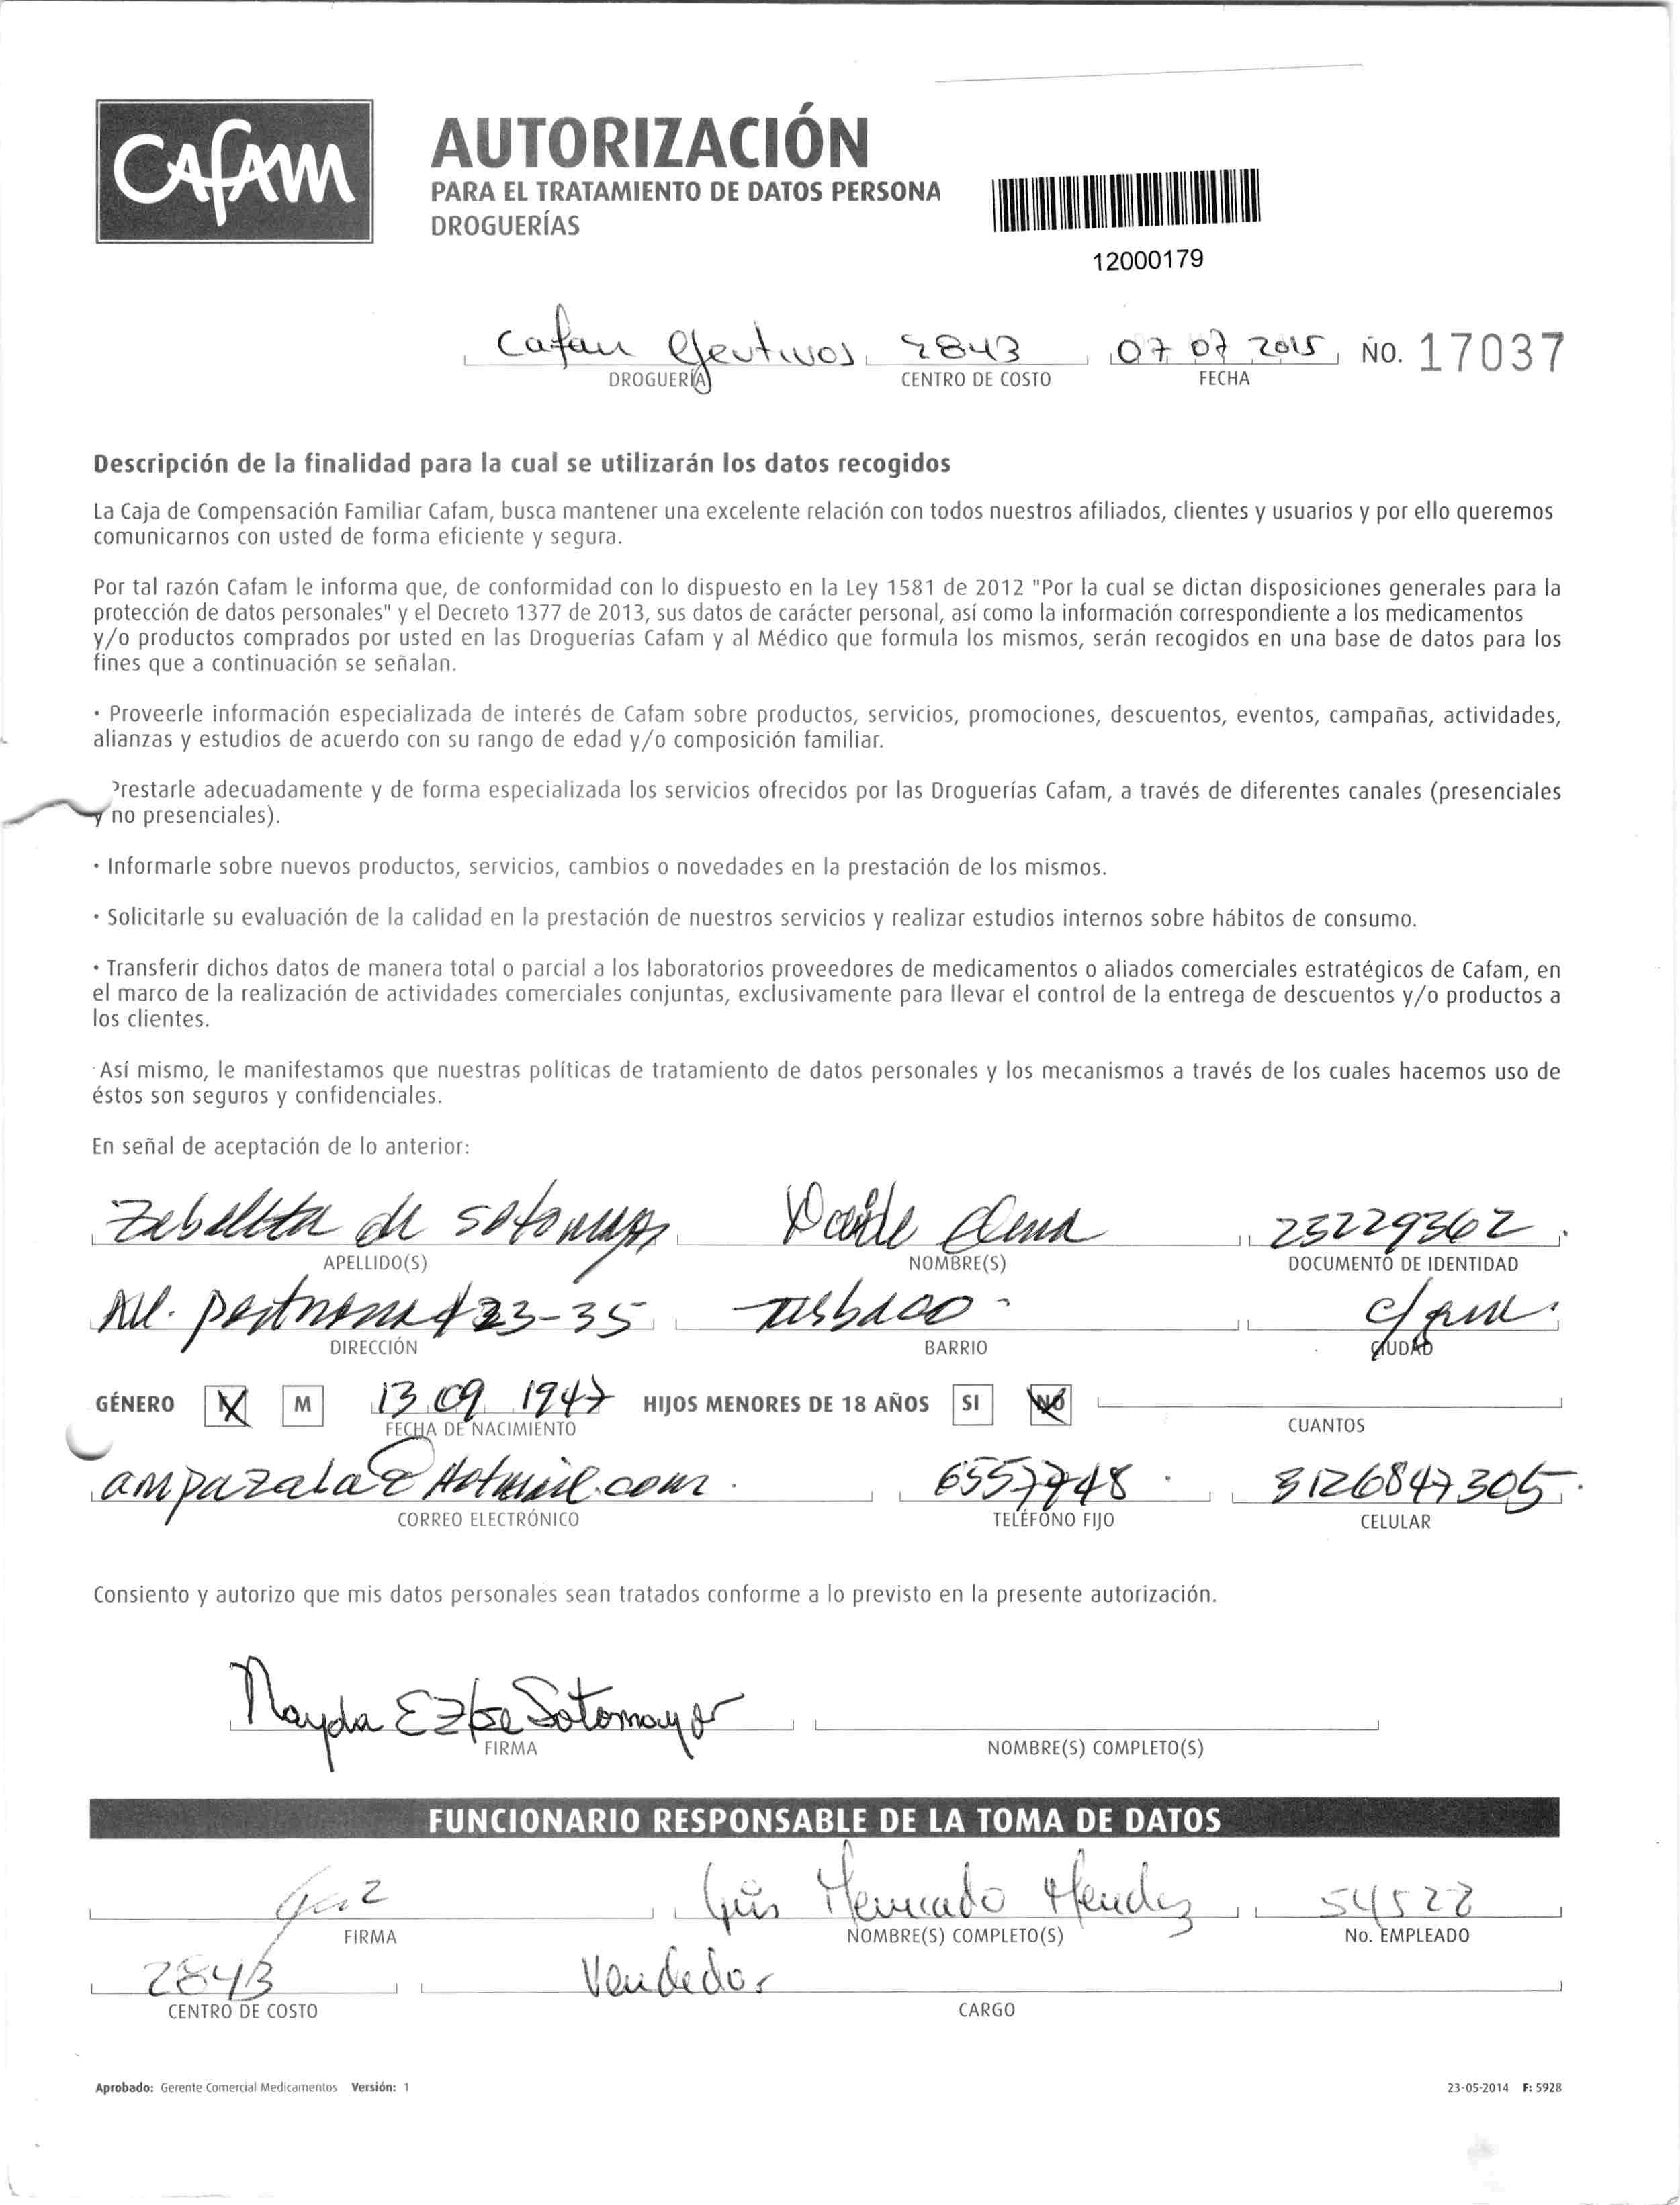 CAFAM
AUTORIZACIÓN
PARA EL TRATAMIENTO DE DATOS PERSONA
DROGUERÍAS
12000179
Cafam Ejecutivos 2843 07 07 2015 NO. 17037
DROGUERÍA CENTRO DE COSTO FECHA
Descripción de la finalidad para la cual se utilizarán los datos recogidos
La Caja de Compensación Familiar Cafam, busca mantener una excelente relación con todos nuestros afiliados, clientes y usuarios y por ello queremos
comunicarnos con usted de forma eficiente y segura.
Por tal razón Cafam le informa que, de conformidad con lo dispuesto en la Ley 1581 de 2012 "Por la cual se dictan disposiciones generales para la
protección de datos personales" y el Decreto 1377 de 2013, sus datos de carácter personal, así como la información correspondiente a los medicamentos
y/o productos comprados por usted en las Droguerías Cafam y al Médico que formula los mismos, serán recogidos en una base de datos para los
fines que a continuación se señalan.
· Proveerle información especializada de interés de Cafam sobre productos, servicios, promociones, descuentos, eventos, campañas, actividades,
alianzas y estudios de acuerdo con su rango de edad y/o composición familiar.
Prestarle adecuadamente y de forma especializada los servicios ofrecidos por las Droguerías Cafam, a través de diferentes canales (presenciales
y no presenciales).
· Informarle sobre nuevos productos, servicios, cambios o novedades en la prestación de los mismos.
· Solicitarle su evaluación de la calidad en la prestación de nuestros servicios y realizar estudios internos sobre hábitos de consumo.
· Transferir dichos datos de manera total o parcial a los laboratorios proveedores de medicamentos o aliados comerciales estratégicos de Cafam, en
el marco de la realización de actividades comerciales conjuntas, exclusivamente para llevar el control de la entrega de descuentos y/o productos a
los clientes.
· Así mismo, le manifestamos que nuestras políticas de tratamiento de datos personales y los mecanismos a través de los cuales hacemos uso de
éstos son seguros y confidenciales.
En señal de aceptación de lo anterior:
de sotomayor Elena 23229362
APELLIDO(S) NOMBRE(S) DOCUMENTO DE IDENTIDAD
#23-35 Turbaco - C/gena.
DIRECCIÓN BARRIO CIUDAD
GÉNERO M 13 09 1947 HIJOS MENORES DE 18 AÑOS SI NO
FECHA DE NACIMIENTO CUANTOS
ampazala@Hotmail.com. 6557748. 3126847305.
CORREO ELECTRÓNICO TELÉFONO FIJO CELULAR
Consiento y autorizo que mis datos personales sean tratados conforme a lo previsto en la presente autorización.
Nayda E Sotomayor
FIRMA NOMBRE(S) COMPLETO(S)
FUNCIONARIO RESPONSABLE DE LA TOMA DE DATOS
Luis Mercado Mendez 54522
FIRMA NOMBRE(S) COMPLETO(S) No. EMPLEADO
2843 Vendedor
CENTRO DE COSTO CARGO
Aprobado: Gerente Comercial Medicamentos Versión: 1 23-05-2014 F: 5928